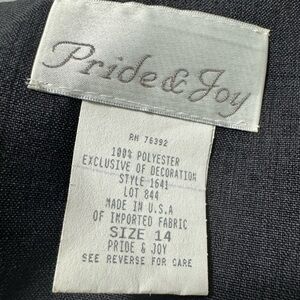 Pride & Joy
RN 76392
100% POLYESTER
EXCLUSIVE OF DECORATION
STYLE 1641
LOT 844
MADE IN U.S.A
OF IMPORTED FABRIC
SIZE 14
PRIDE & JOY
SEE REVERSE FOR CARE